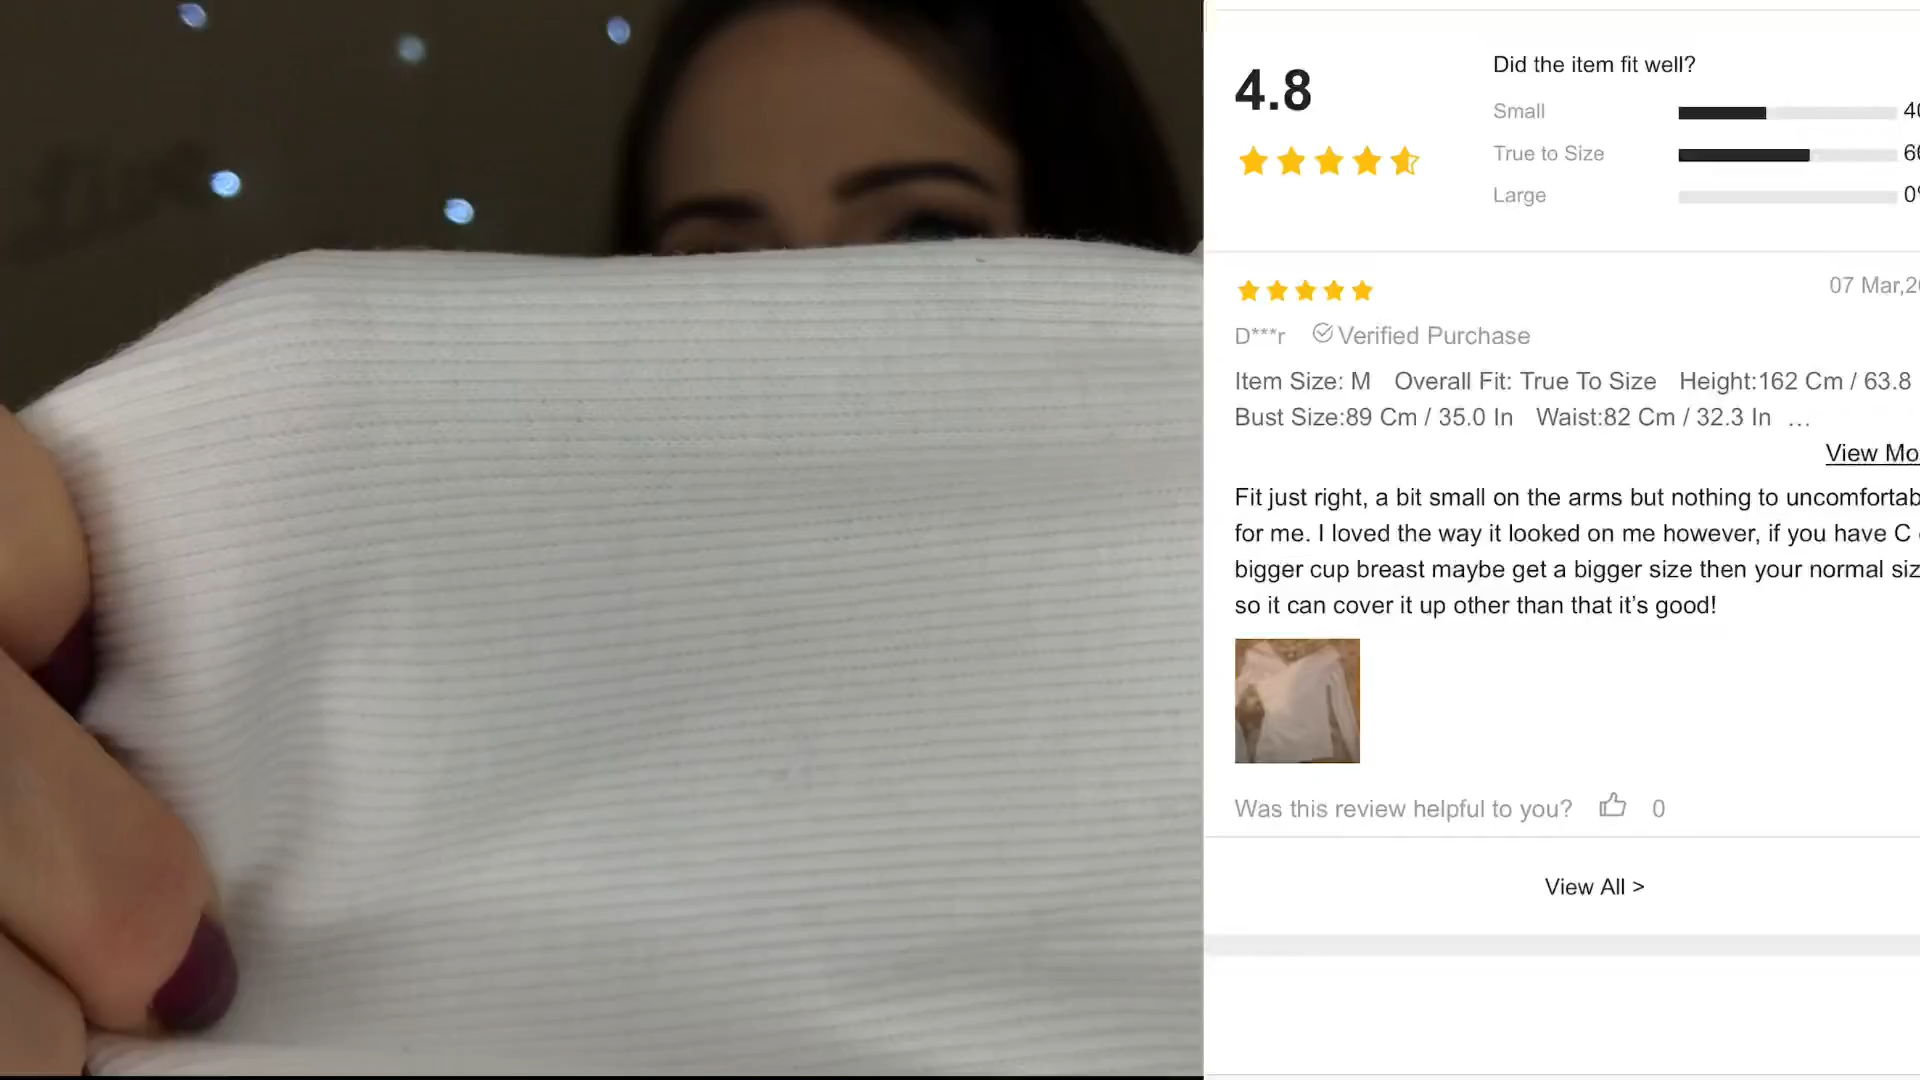 4.8
Did the item fit well?
Small
True to Size
Large
07 Mar,
D***r Verified Purchase
Item Size: M Overall Fit: True To Size Height:162 Cm / 63.8
Bust Size:89 Cm / 35.0 In Waist:82 Cm / 32.3 In ...
View
Fit just right, a bit small on the arms but nothing to
for me. I loved the way it looked on me however, if you have C
bigger cup breast maybe get a bigger size then your normal
so it can cover it up other than that it’s good!
Was this review helpful to you? 0
View All >